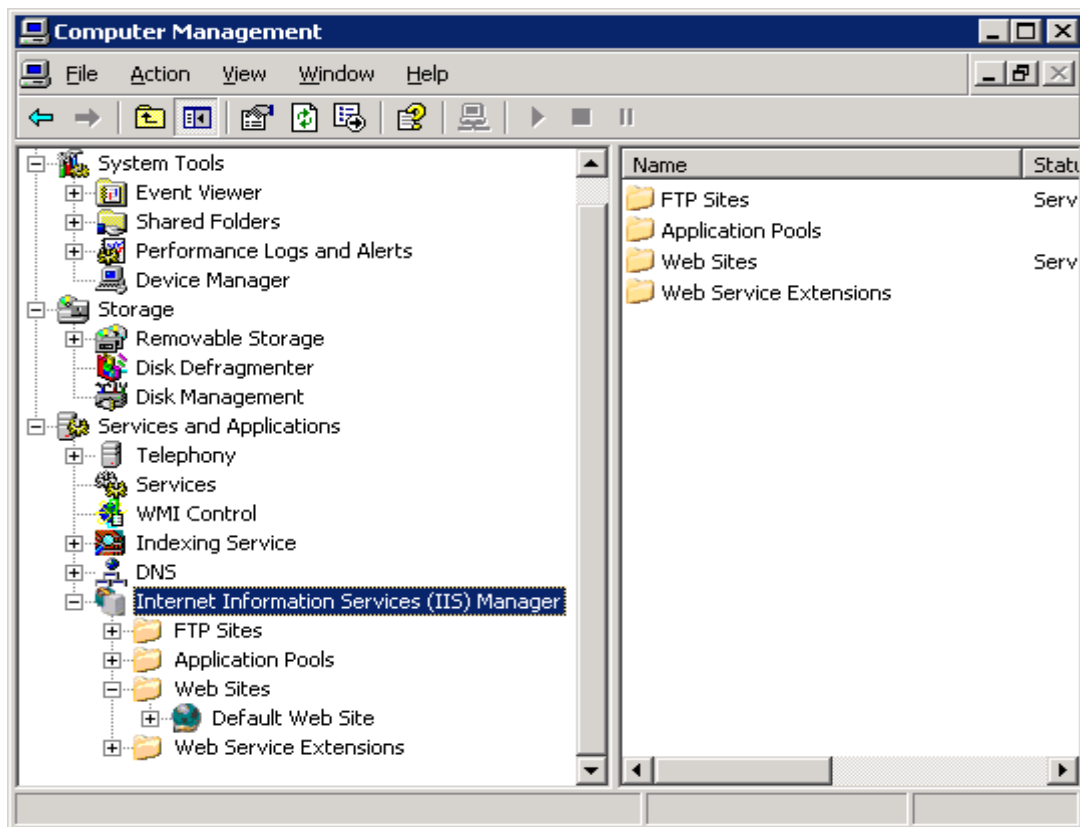 Computer Management
File Action View Window Help
System Tools
Event Viewer
Shared Folders
Performance Logs and Alerts
Device Manager
Storage
Removable Storage
Disk Defragmenter
Disk Management
Services and Applications
Telephony
Services
WMI Control
Indexing Service
DNS
Internet Information Services (IIS) Manager
FTP Sites
Application Pools
Web Sites
Default Web Site
Web Service Extensions
Name Statu
FTP Sites Serv
Application Pools
Web Sites Serv
Web Service Extensions